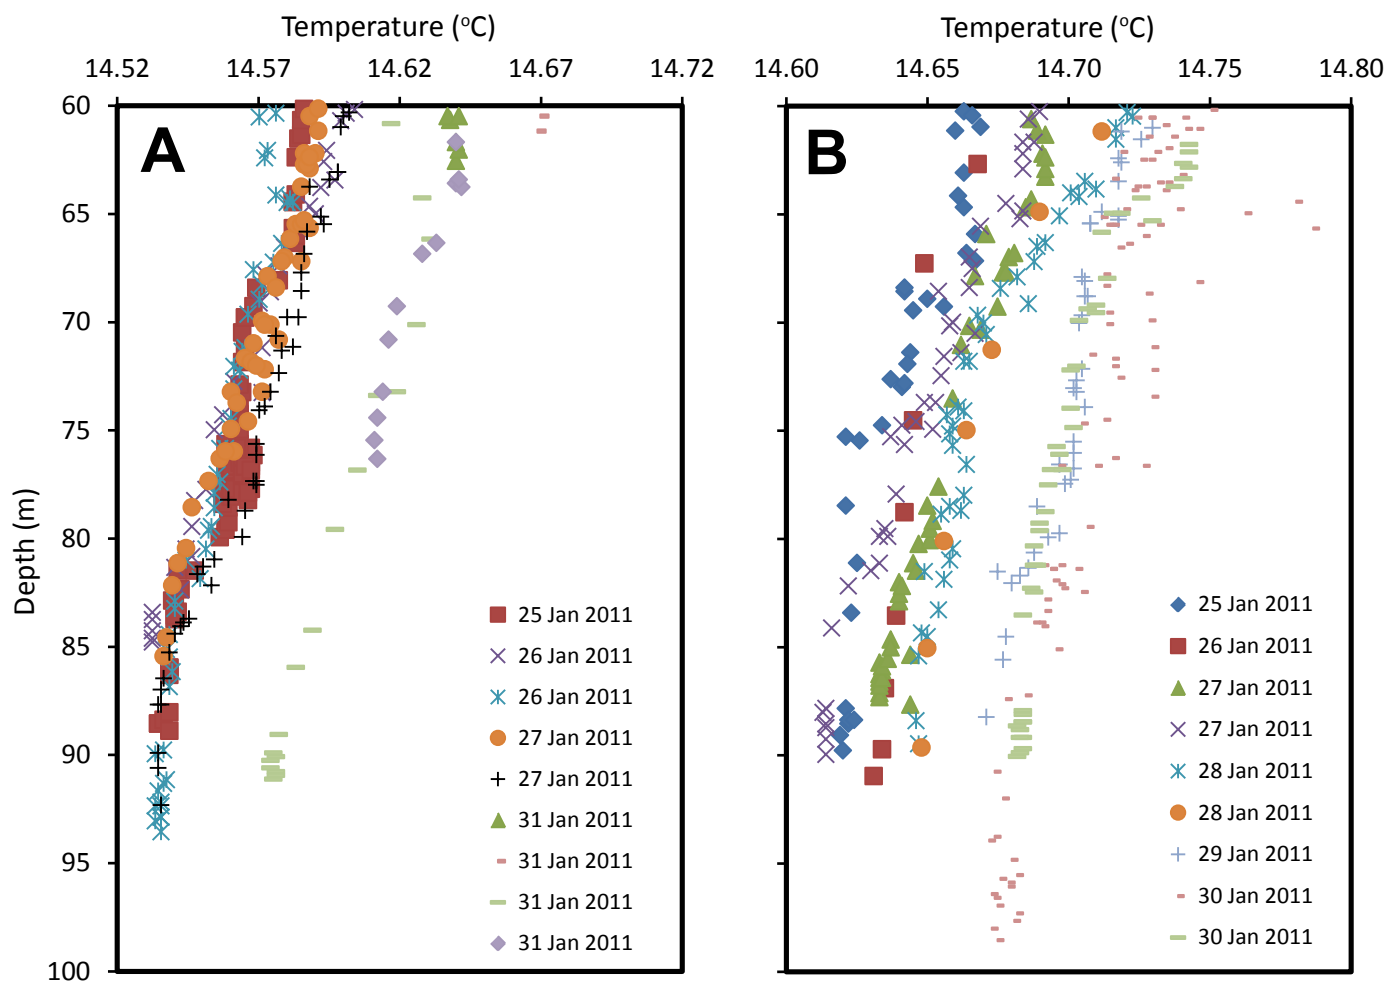 Temperature (°C)
14.52 14.57 14.62 14.67 14.72
Temperature (°C)
14.60 14.65 14.70 14.75 14.80
Depth (m)
60
65
70
75
80
85
90
95
100
A
25 Jan 2011
26 Jan 2011
26 Jan 2011
27 Jan 2011
27 Jan 2011
31 Jan 2011
31 Jan 2011
31 Jan 2011
31 Jan 2011
B
25 Jan 2011
26 Jan 2011
27 Jan 2011
27 Jan 2011
28 Jan 2011
28 Jan 2011
29 Jan 2011
30 Jan 2011
30 Jan 2011